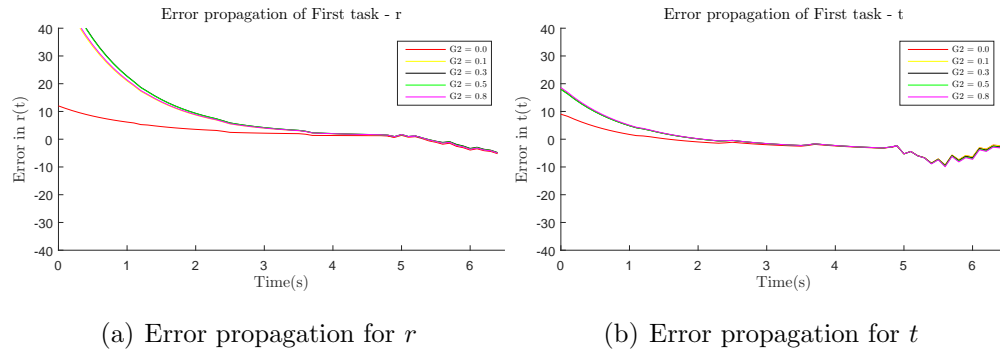 Error propagation of First task - r
40
30
20
10
0
-10
-20
-30
-40
Error in r(t)
0 1 2 3 4 5 6
Time(s)
G2 = 0.0
G2 = 0.1
G2 = 0.3
G2 = 0.5
G2 = 0.8
(a) Error propagation for r
Error propagation of First task - t
40
30
20
10
0
-10
-20
-30
-40
Error in t(t)
0 1 2 3 4 5 6
Time(s)
G2 = 0.0
G2 = 0.1
G2 = 0.3
G2 = 0.5
G2 = 0.8
(b) Error propagation for t